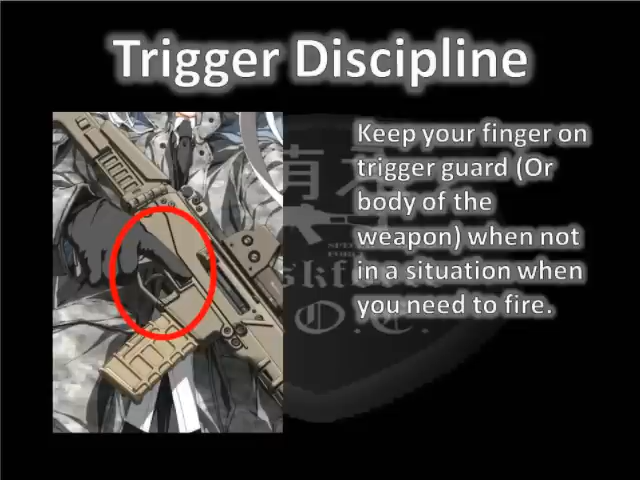 Trigger Discipline
Keep your finger on
trigger guard (Or
body of the
weapon) when not
in a situation when
you need to fire.